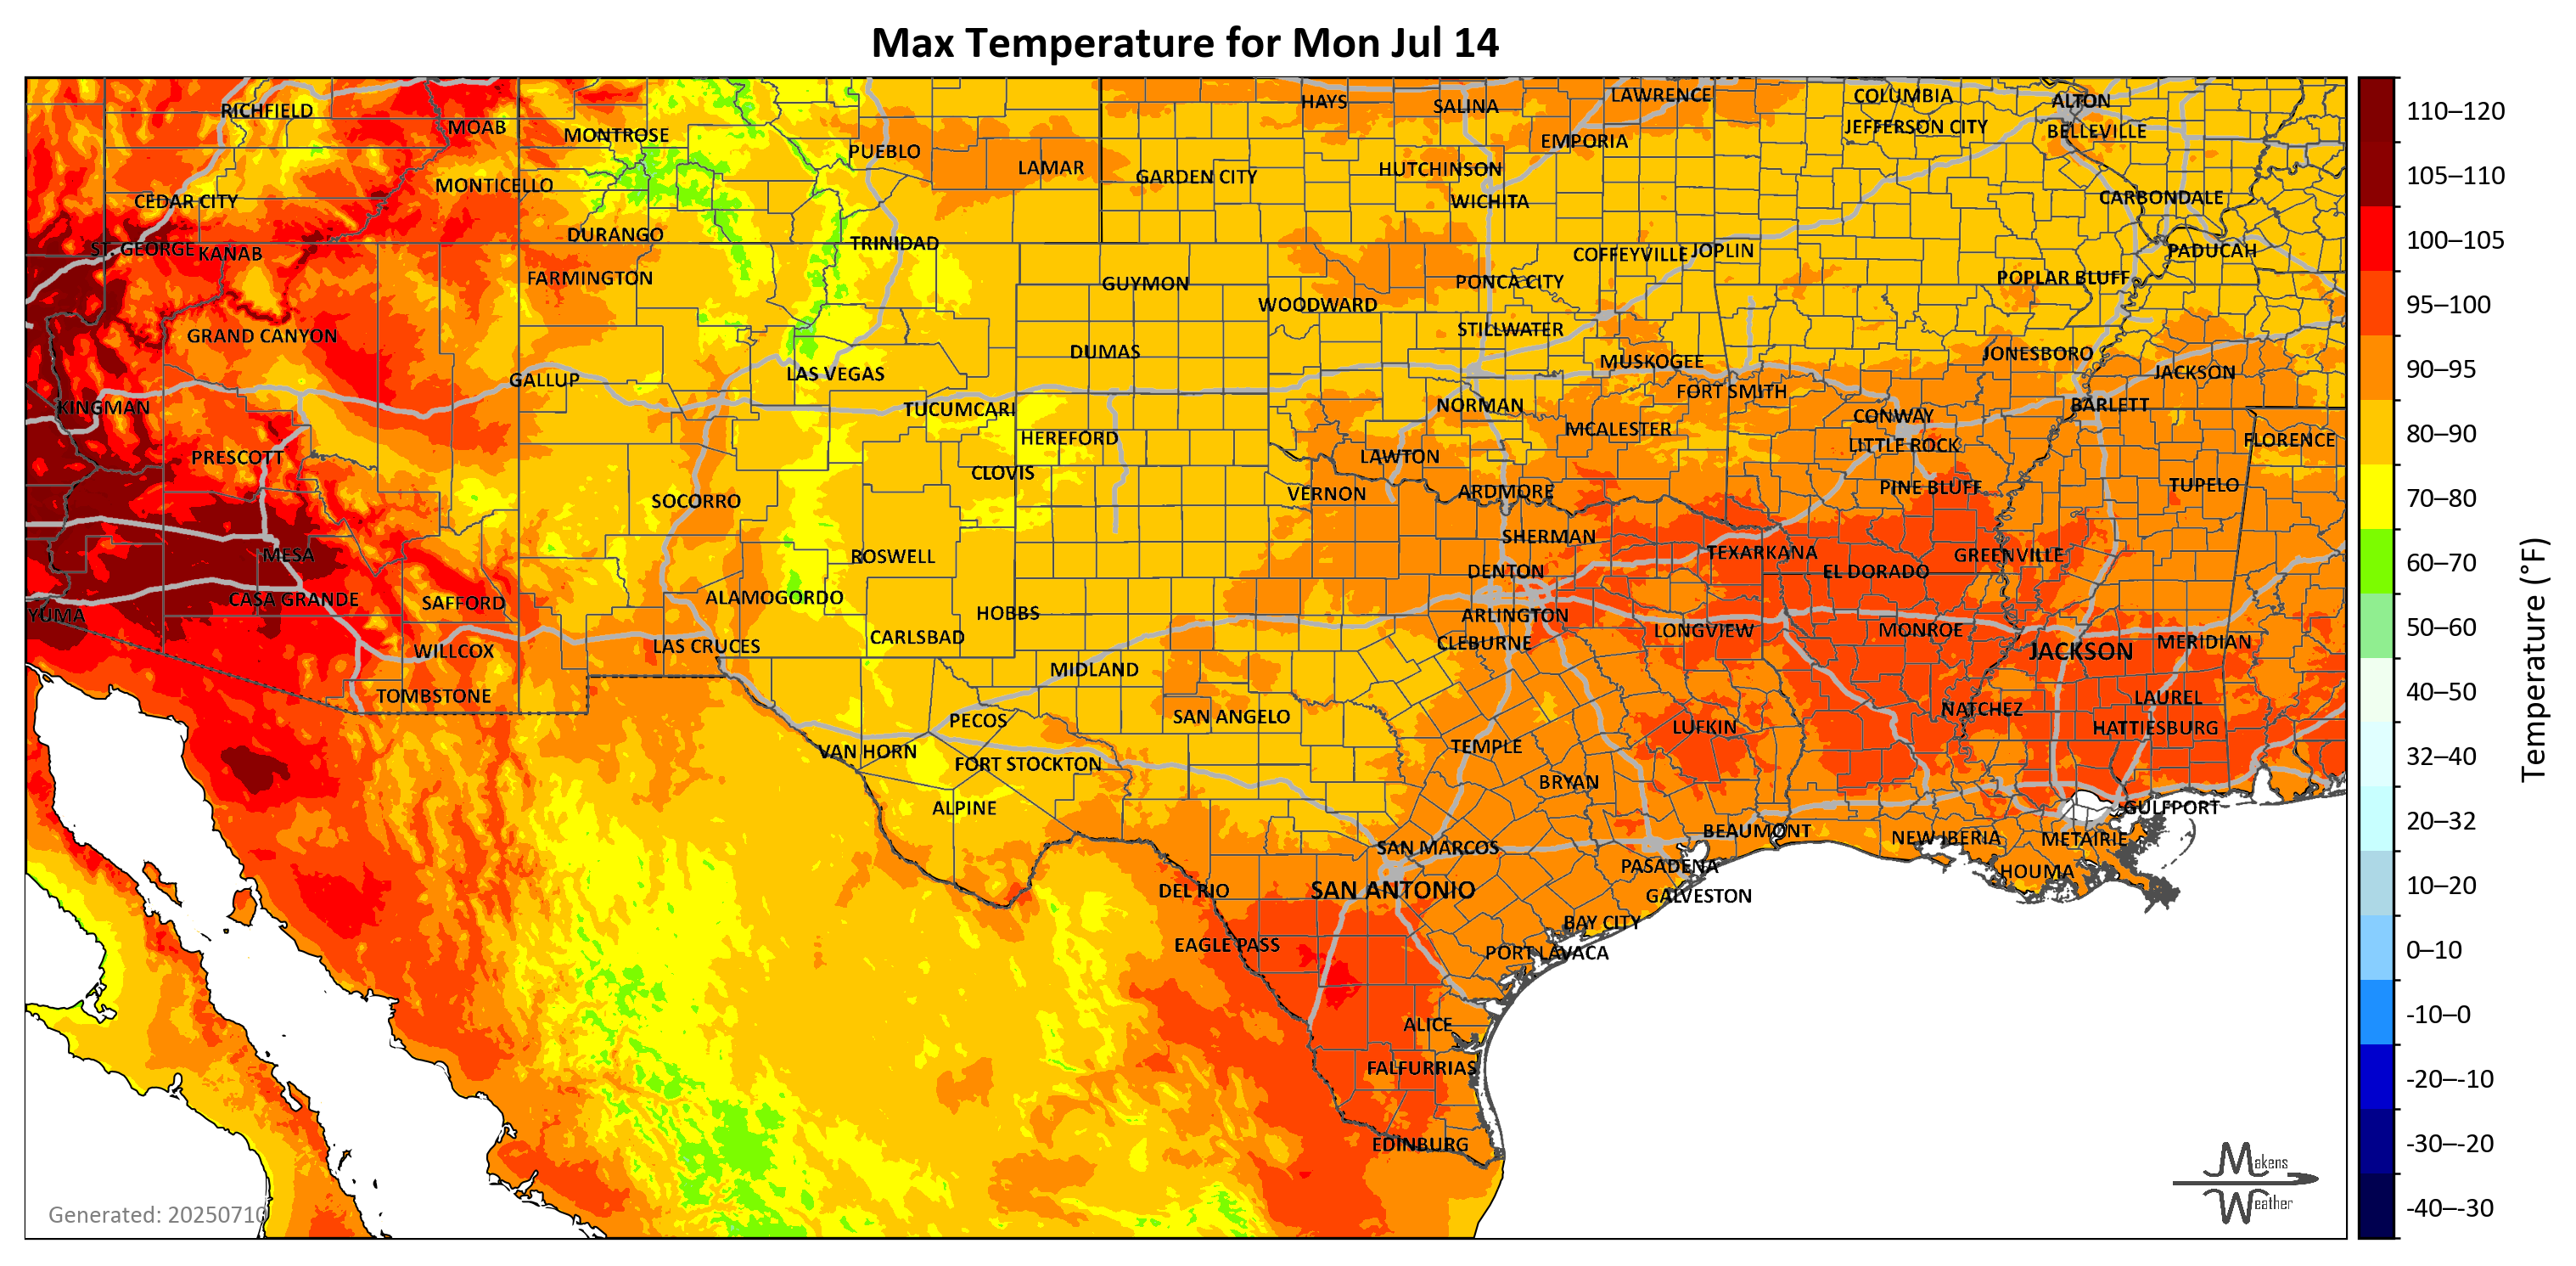 Max Temperature for Mon Jul 14
RICHFIELD
MOAB
MONTROSE
PUEBLO
LAMAR
HAYS
SALINA
LAWRENCE
COLUMBIA
ALTON
EMPORIA
JEFFERSON CITY
BELLEVILLE
GARDEN CITY
HUTCHINSON
CEDAR CITY
MONTICELLO
WICHITA
CARBONDALE
ST. GEORGE
KANAB
DURANGO
TRINIDAD
COFFEYVILLE
JOPLIN
PADUCAH
FARMINGTON
GUYMON
PONCA CITY
POPLAR BLUFF
WOODWARD
GRAND CANYON
STILLWATER
DUMAS
MUSKOGEE
JONESBORO
GALLUP
LAS VEGAS
FORT SMITH
JACKSON
KINGMAN
TUCUMCARI
NORMAN
CONWAY
BARLETT
HEREFORD
MCALESTER
LITTLE ROCK
FLORENCE
PRESCOTT
CLOVIS
LAWTON
SOCORRO
VERNON
ARDMORE
PINE BLUFF
TUPELO
MESA
ROSWELL
SHERMAN
TEXARKANA
GREENVILLE
DENTON
EL DORADO
YUMA
CASA GRANDE
SAFFORD
ALAMOGORDO
HOBBS
ARLINGTON
WILLCOX
LAS CRUCES
CARLSBAD
CLEBURNE
LONGVIEW
MONROE
JACKSON
MERIDIAN
TOMBSTONE
MIDLAND
LAUREL
PECOS
SAN ANGELO
LUFKIN
NATCHEZ
HATTIESBURG
VAN HORN
FORT STOCKTON
TEMPLE
ALPINE
BRYAN
GULFPORT
SAN MARCOS
BEAUMONT
NEW IBERIA
METAIRIE
DEL RIO
SAN ANTONIO
PASADENA
HOUMA
GALVESTON
EAGLE PASS
BAY CITY
PORT LAVACA
ALICE
FALFURRIAS
EDINBURG
Generated: 20250710
Makens
Weather
110–120
105–110
100–105
95–100
90–95
80–90
70–80
60–70
50–60
40–50
32–40
20–32
10–20
0–10
-10–0
-20–-10
-30–-20
-40–-30
Temperature (°F)